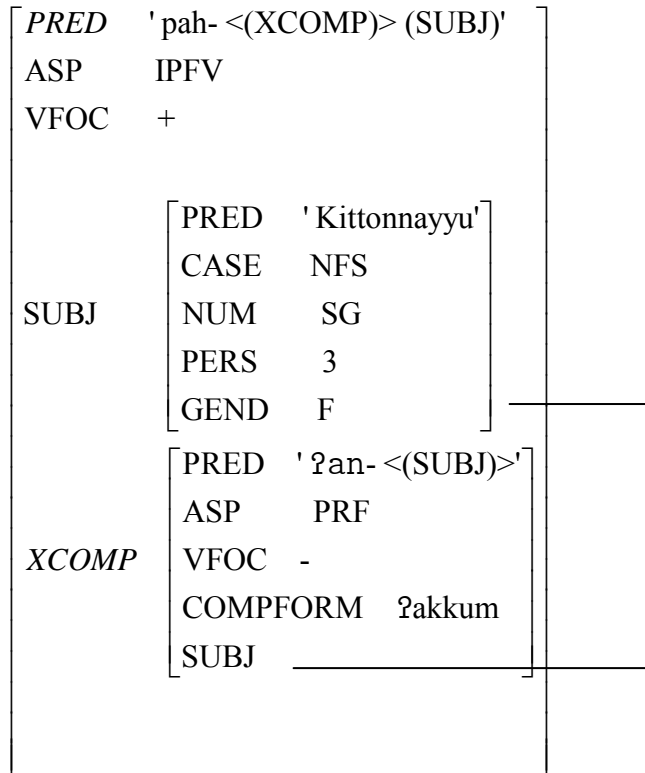 PRED ' pah- <(XCOMP)> (SUBJ)'
ASP IPFV
VFOC +
PRED ' Kittonnayyu'
CASE NFS
SUBJ NUM SG
PERS 3
GEND F
PRED ' ʔan- <(SUBJ)>'
ASP PRF
XCOMP VFOC -
COMPFORM ʔakkum
SUBJ